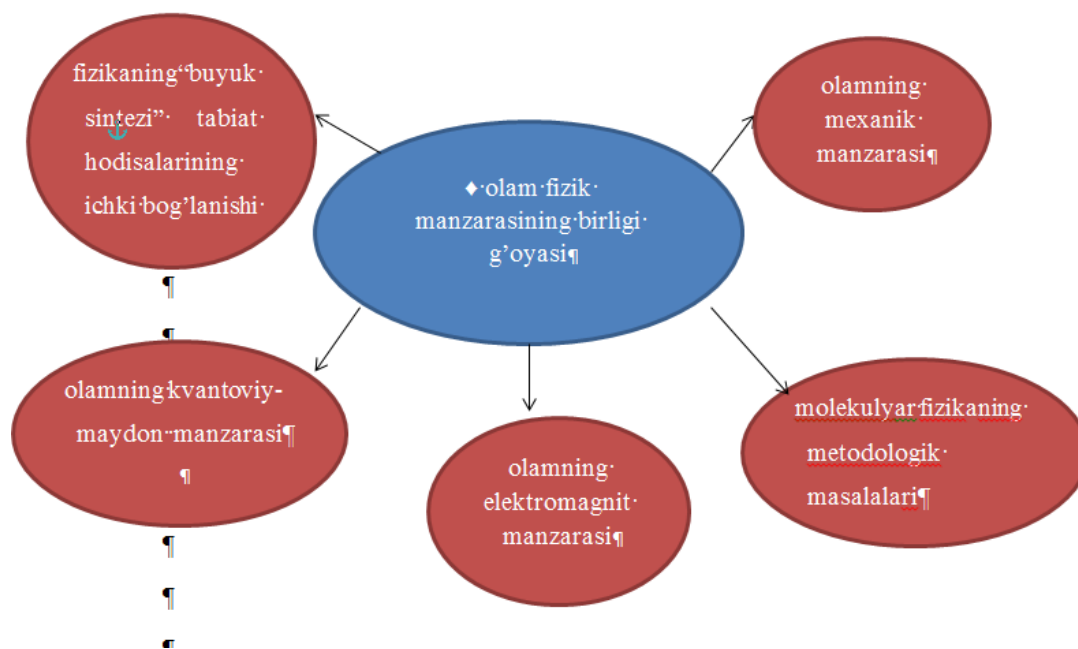 fizikaning“buyuk
sintezi” tabiat
hodisalarining
ichki bog’lanishi
olamning
mexanik
manzarasi¶
♦ olam fizik
manzarasining birligi
g’oyasi¶
¶
¶
olamning kvantoviy-
maydon manzarasi¶
¶
olamning
elektromagnit
manzarasi¶
molekulyar fizikaning
metodologik
masalalari¶
¶
¶
¶